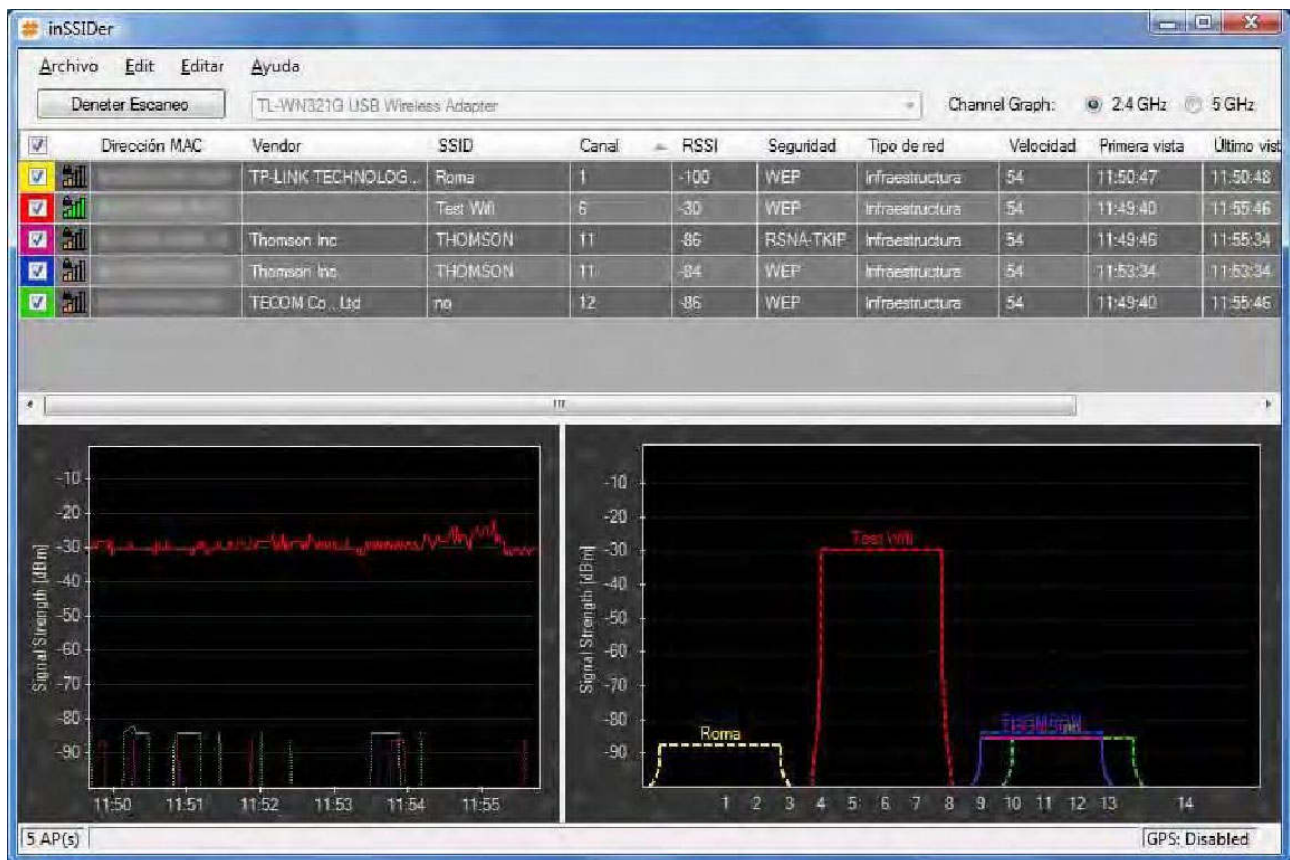 inSSIDer
Archivo Edit Editar Ayuda
Deneter Escaneo TL-WN321G USB Wireless Adapter Channel Graph: 2.4 GHz 5 GHz
Dirección MAC Vendor SSID Canal RSSI Seguridad Tipo de red Velocidad Primera vista Último vist
TP-LINK TECHNOLOG... Roma 1 -100 WEP Infraestructura 54 11:50:47 11:50:48
Test Wifi 6 -30 WEP Infraestructura 54 11:49:40 11:55:46
Thomson Inc. THOMSON 11 -86 RSNA-TKIP Infraestructura 54 11:49:46 11:55:34
Thomson Inc. THOMSON 11 -84 WEP Infraestructura 54 11:53:34 11:53:34
TECOM Co., Ltd. no 12 -86 WEP Infraestructura 54 11:49:40 11:55:46
Signal Strength [dBm]
-10
-20
-30
-40
-50
-60
-70
-80
-90
11:50 11:51 11:52 11:53 11:54 11:55
Signal Strength [dBm]
-10
-20
-30
-40
-50
-60
-70
-80
-90
Test Wifi
Roma
THOMSON
1 2 3 4 5 6 7 8 9 10 11 12 13 14
5 AP(s) GPS: Disabled